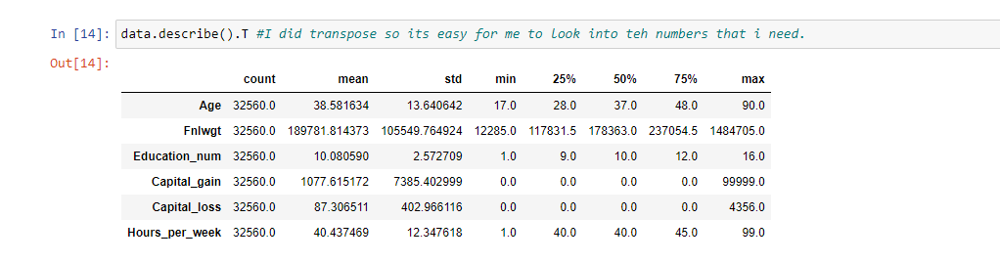 In [14]: data.describe().T #I did transpose so its easy for me to look into teh numbers that i need.
Out[14]:
count mean std min 25% 50% 75% max
Age 32560.0 38.581634 13.640642 17.0 28.0 37.0 48.0 90.0
Fnlwgt 32560.0 189781.814373 105549.764924 12285.0 117831.5 178363.0 237054.5 1484705.0
Education_num 32560.0 10.080590 2.572709 1.0 9.0 10.0 12.0 16.0
Capital_gain 32560.0 1077.615172 7385.402999 0.0 0.0 0.0 0.0 99999.0
Capital_loss 32560.0 87.306511 402.966116 0.0 0.0 0.0 0.0 4356.0
Hours_per_week 32560.0 40.437469 12.347618 1.0 40.0 40.0 45.0 99.0